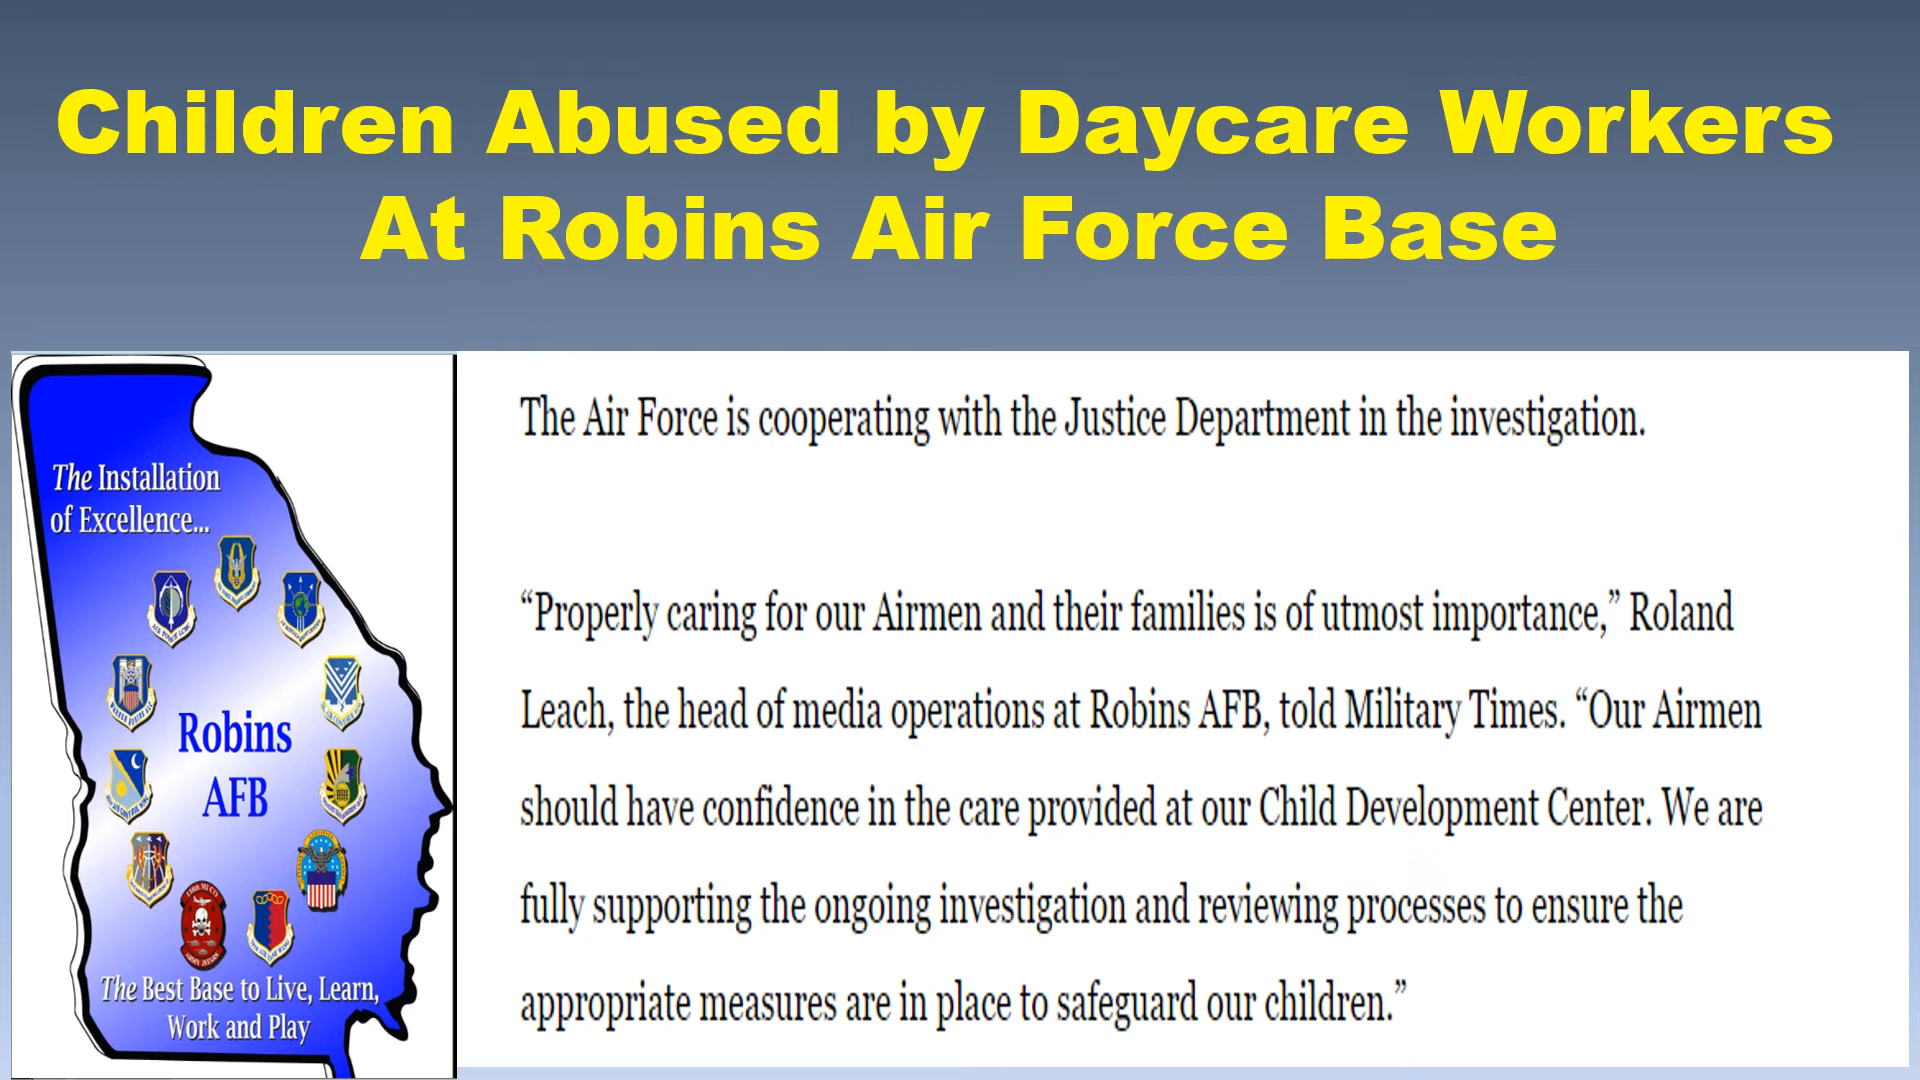 Children Abused by Daycare Workers
At Robins Air Force Base
The Installation
of Excellence...
Robins
AFB
The Best Base to Live, Learn,
Work and Play
The Air Force is cooperating with the Justice Department in the investigation.
“Properly caring for our Airmen and their families is of utmost importance,” Roland
Leach, the head of media operations at Robins AFB, told Military Times. “Our Airmen
should have confidence in the care provided at our Child Development Center. We are
fully supporting the ongoing investigation and reviewing processes to ensure the
appropriate measures are in place to safeguard our children.”